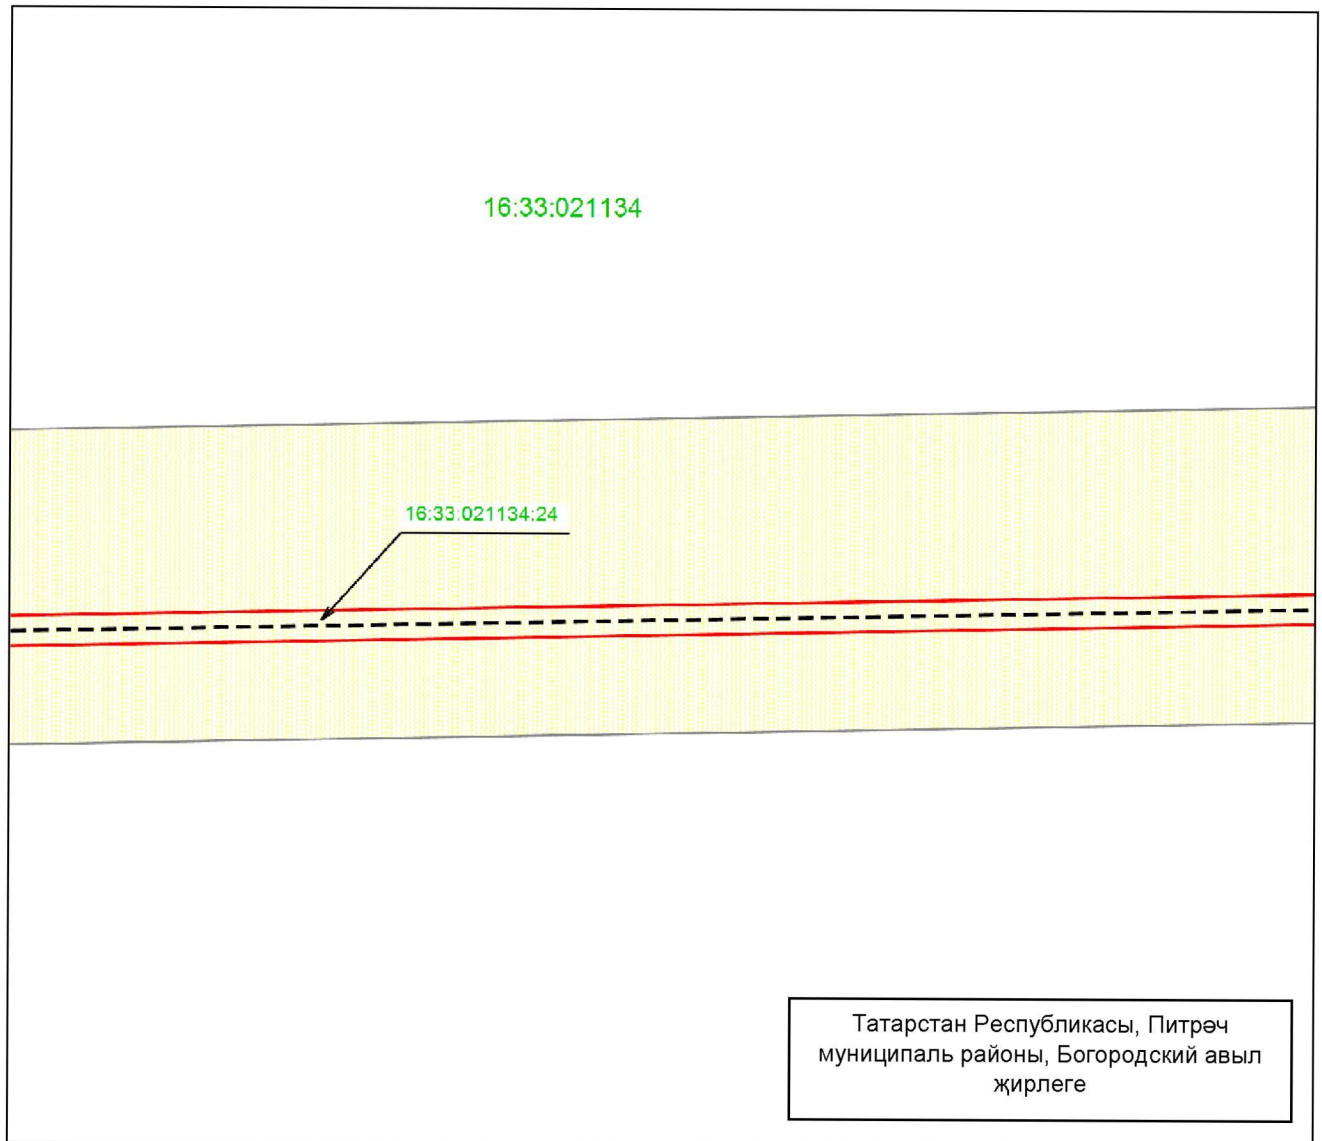 16:33:021134
16:33:021134:24
Татарстан Республикасы, Питрәч
муниципаль районы, Богородский авыл
җирлеге